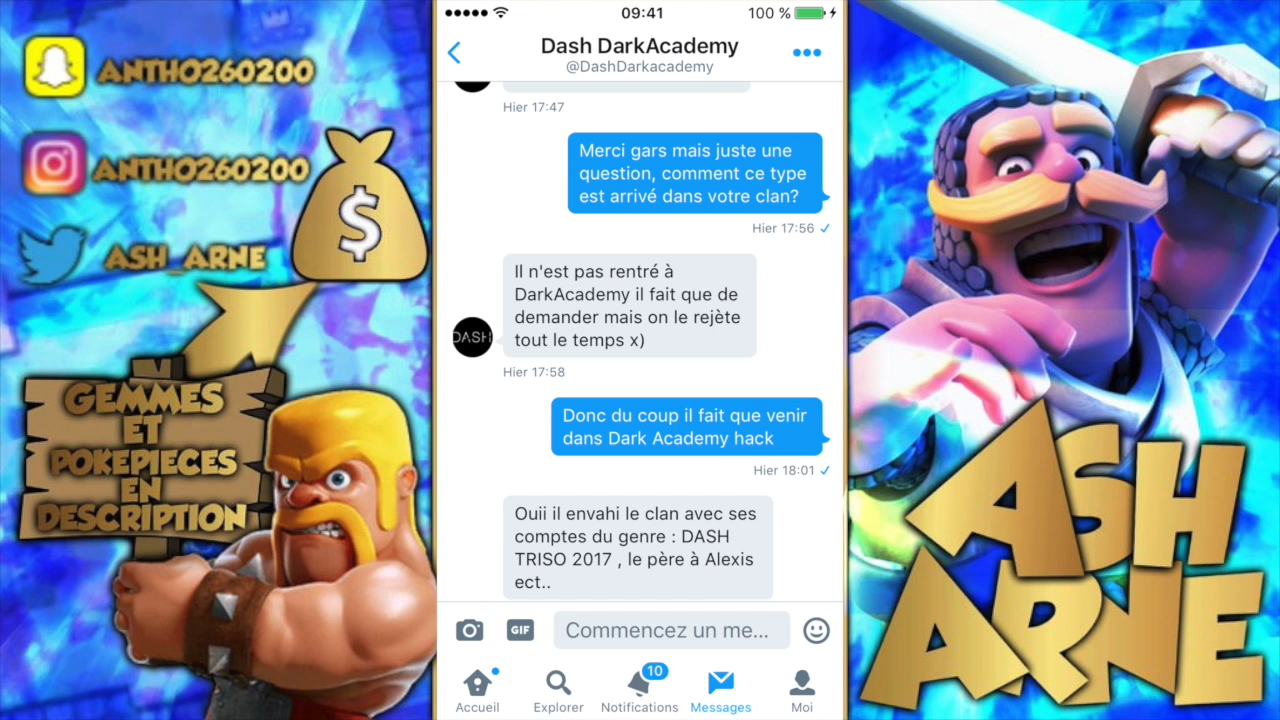 ANTHO260200
ANTHO260200
ASH_ARNE
$
GEMMES
ET
POKEPIECES
EN
DESCRIPTION
09:41
100 %
Dash DarkAcademy
@DashDarkacademy
Hier 17:47
Merci gars mais juste une
question, comment ce type
est arrivé dans votre clan?
Hier 17:56
Il n'est pas rentré à
DarkAcademy il fait que de
demander mais on le rejète
tout le temps x)
DASH
Hier 17:58
Donc du coup il fait que venir
dans Dark Academy hack
Hier 18:01
Ouii il envahi le clan avec ses
comptes du genre : DASH
TRISO 2017 , le père à Alexis
ect..
GIF
Commencez un me...
10
Accueil
Explorer
Notifications
Messages
Moi
ASH
ARNE